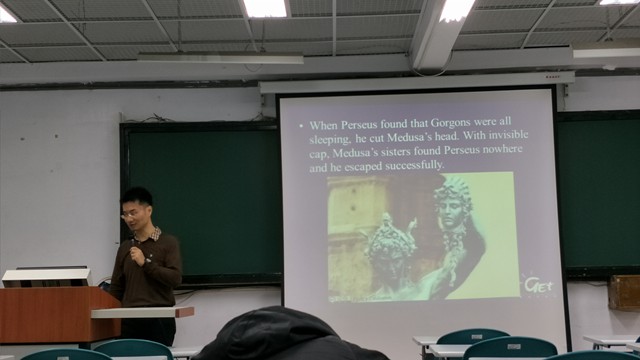 • When Perseus found that Gorgons were all
sleeping, he cut Medusa's head. With invisible
cap, Medusa's sisters found Perseus nowhere
and he escaped successfully.